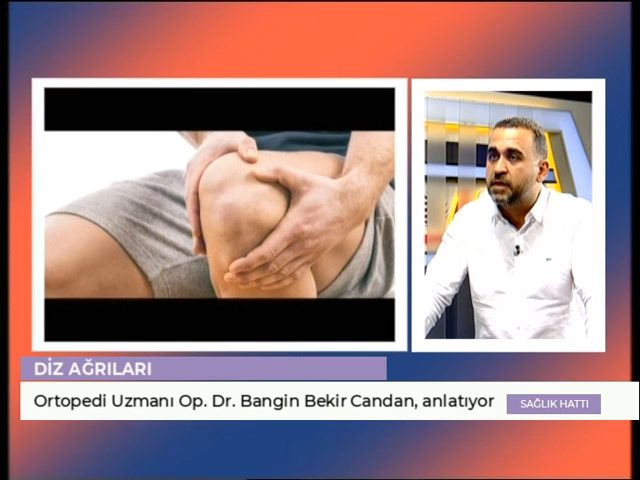 DİZ AĞRILARI
Ortopedi Uzmanı Op. Dr. Bangin Bekir Candan, anlatıyor
SAĞLIK HATTI